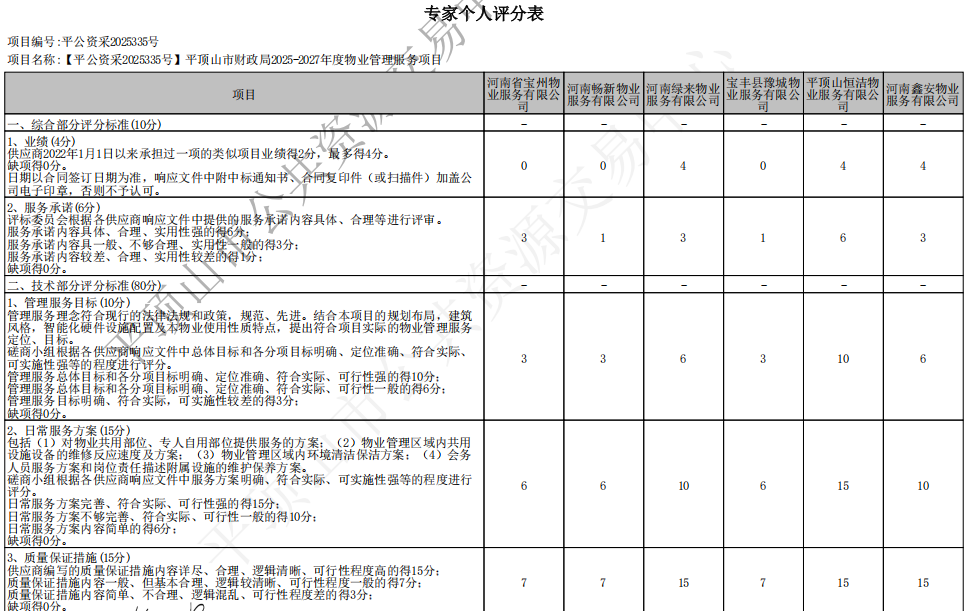 专家个人评分表
项目编号:平公资采2025335号
项目名称:【平公资采2025335号】平顶山市财政局2025-2027年度物业管理服务项目
项目 河南省宝州物业服务有限公司 河南畅新物业服务有限公司 河南绿来物业服务有限公司 宝丰县豫城物业服务有限公司 平顶山恒洁物业服务有限公司 河南鑫安物业服务有限公司
一、综合部分评分标准(10分) - - - - - -
1、业绩(4分)
供应商2022年1月1日以来承担过一项的类似项目业绩得2分，最多得4分。
缺项得0分。
日期以合同签订日期为准，响应文件中附中标通知书、合同复印件（或扫描件）加盖公
司电子印章，否则不予认可。
0 0 4 0 4 4
2、服务承诺(6分)
评标委员会根据各供应商响应文件中提供的服务承诺内容具体、合理等进行评审。
服务承诺内容具体、合理、实用性强的得6分；
服务承诺内容具一般、不够合理、实用性一般的得3分；
服务承诺内容较差、合理、实用性较差的得1分；
缺项得0分。
3 1 3 1 6 3
二、技术部分评分标准(80分) - - - - - -
1、管理服务目标(10分)
管理服务理念符合现行的法律法规和政策，规范、先进。结合本项目的规划布局，建筑
风格，智能化硬件设施配置及本物业使用性质特点，提出符合项目实际的物业管理服务
定位、目标。
磋商小组根据各供应商响应文件中总体目标和各分项目标明确、定位准确、符合实际、
可实施性强等的程度进行评分。
管理服务总体目标和各分项目标明确、定位准确、符合实际、可行性强的得10分；
管理服务总体目标和各分项目标明确、定位准确、符合实际、可行性一般的得6分；
管理服务目标明确、符合实际，可实施性较差的得3分；
缺项得0分。
3 3 6 3 10 6
2、日常服务方案(15分)
包括（1）对物业共用部位、专人自用部位提供服务的方案；（2）物业管理区域内共用
设施设备的维修反应速度及方案；（3）物业管理区域内环境清洁保洁方案；（4）会务
人员服务方案和岗位责任描述附属设施的维护保养方案。
磋商小组根据各供应商响应文件中服务方案明确、符合实际、可实施性强等的程度进行
评分。
日常服务方案完善、符合实际、可行性强的得15分；
日常服务方案不够完善、符合实际、可行性一般的得10分；
日常服务方案内容简单的得6分；
缺项得0分。
6 6 10 6 15 10
3、质量保证措施(15分)
供应商编写的质量保证措施内容详尽、合理、逻辑清晰、可行性程度高的得15分；
质量保证措施内容一般、但基本合理、逻辑较清晰、可行性程度一般的得7分；
质量保证措施内容简单、不合理、逻辑混乱、可行性程度差的得3分；
缺项得0分。
7 7 15 7 15 15
平顶山市公共资源交易中心
平顶山市公共资源交易中心